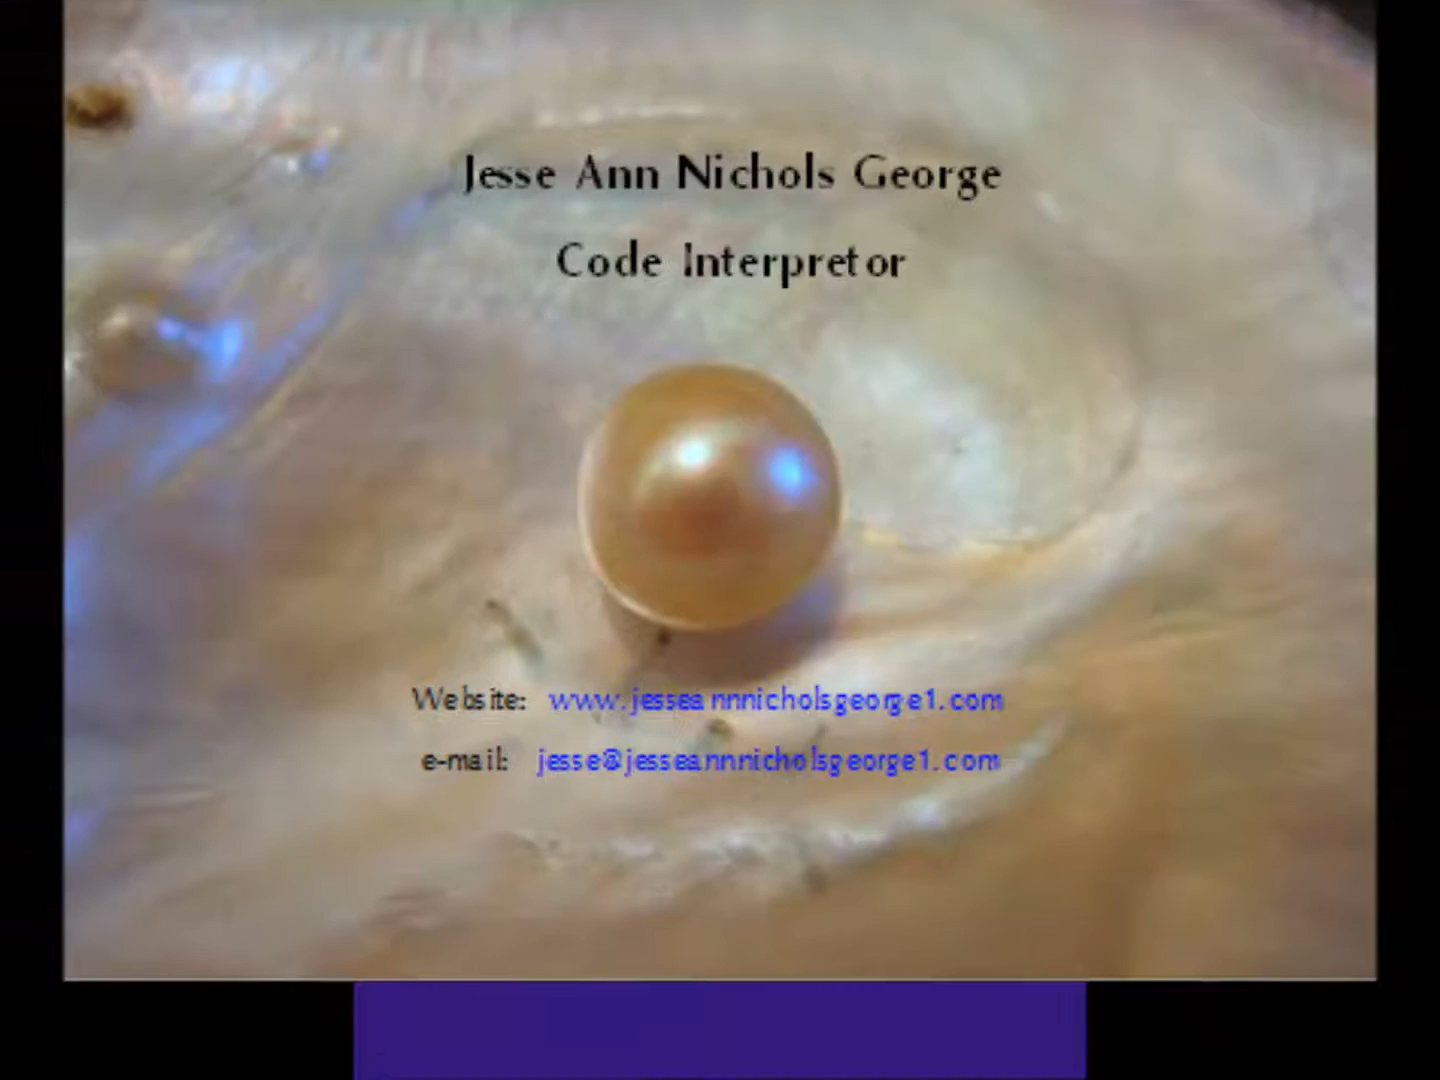 Jesse Ann Nichols George
Code Interpretor
Website: www.jesseannnicholsgeorge1.com
e-mail: jesse@jesseannnicholsgeorge1.com